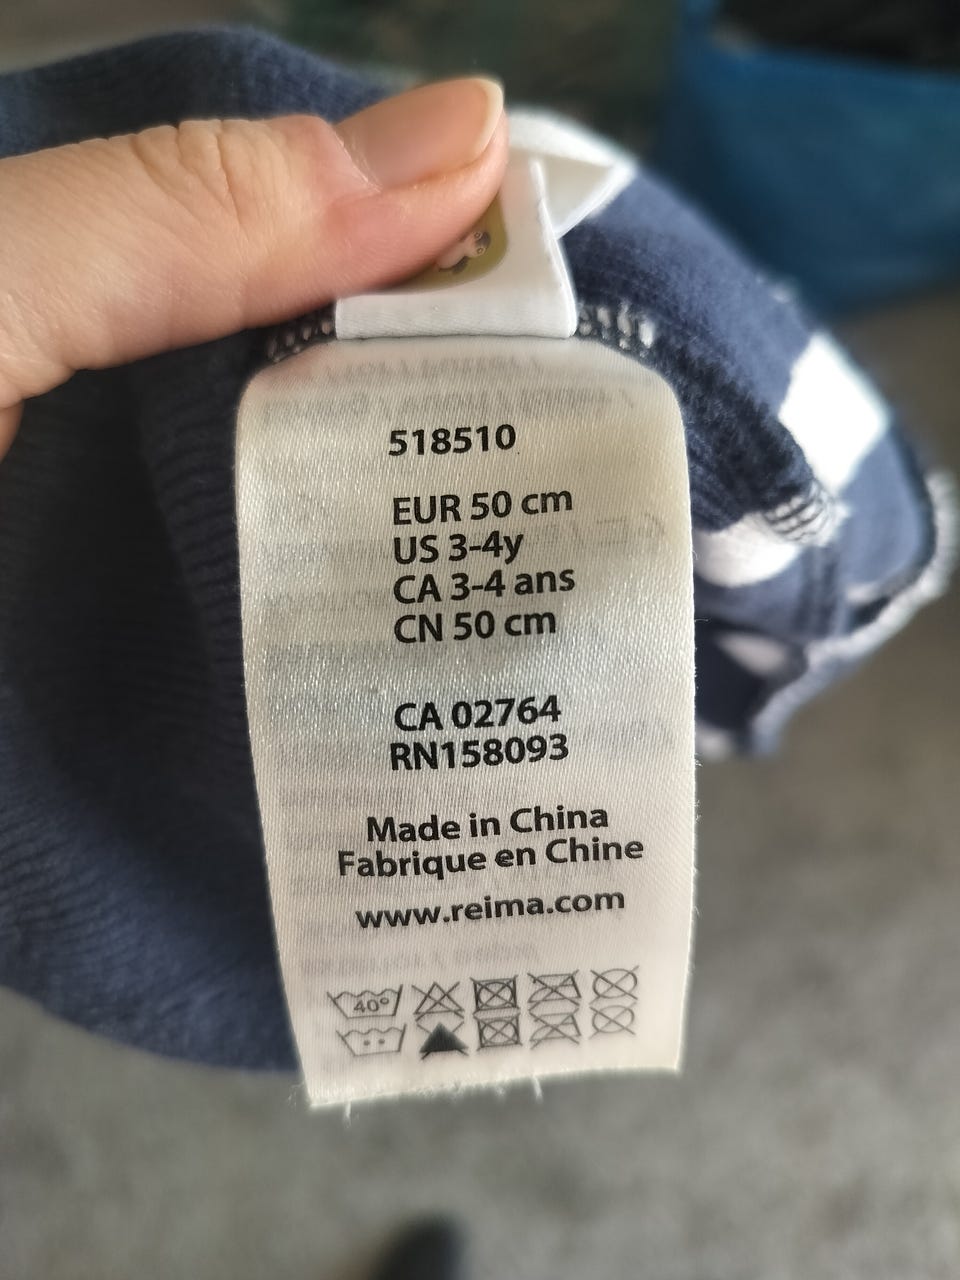 518510
EUR 50 cm
US 3-4y
CA 3-4 ans
CN 50 cm
CA 02764
RN158093
Made in China
Fabrique en Chine
www.reima.com
40°